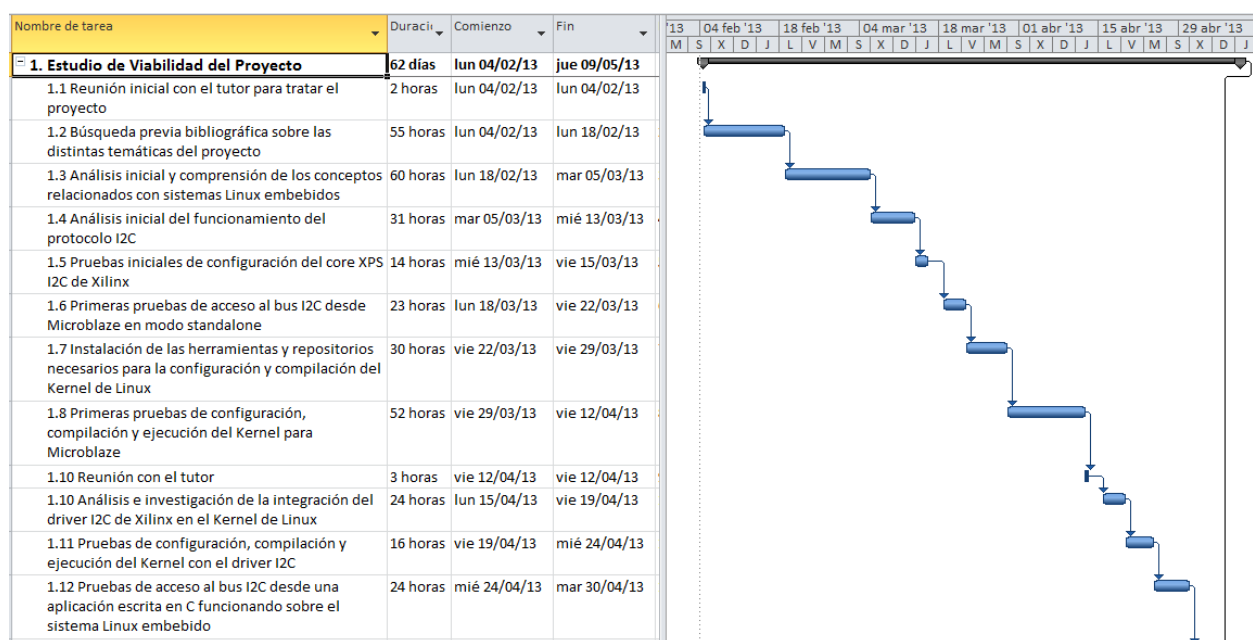 Nombre de tarea Duració Comienzo Fin '13 04 feb '13 18 feb '13 04 mar '13 18 mar '13 01 abr '13 15 abr '13 29 abr '13
M S X D J L V M S X D J L V M S X D J L V M S X D J
1. Estudio de Viabilidad del Proyecto 62 días lun 04/02/13 jue 09/05/13
1.1 Reunión inicial con el tutor para tratar el 2 horas lun 04/02/13 lun 04/02/13
proyecto
1.2 Búsqueda previa bibliográfica sobre las 55 horas lun 04/02/13 lun 18/02/13
distintas temáticas del proyecto
1.3 Análisis inicial y comprensión de los conceptos 60 horas lun 18/02/13 mar 05/03/13
relacionados con sistemas Linux embebidos
1.4 Análisis inicial del funcionamiento del 31 horas mar 05/03/13 mié 13/03/13
protocolo I2C
1.5 Pruebas iniciales de configuración del core XPS 14 horas mié 13/03/13 vie 15/03/13
I2C de Xilinx
1.6 Primeras pruebas de acceso al bus I2C desde 23 horas lun 18/03/13 vie 22/03/13
Microblaze en modo standalone
1.7 Instalación de las herramientas y repositorios 30 horas vie 22/03/13 vie 29/03/13
necesarios para la configuración y compilación del
Kernel de Linux
1.8 Primeras pruebas de configuración, 52 horas vie 29/03/13 vie 12/04/13
compilación y ejecución del Kernel para
Microblaze
1.10 Reunión con el tutor 3 horas vie 12/04/13 vie 12/04/13
1.10 Análisis e investigación de la integración del 24 horas lun 15/04/13 vie 19/04/13
driver I2C de Xilinx en el Kernel de Linux
1.11 Pruebas de configuración, compilación y 16 horas vie 19/04/13 mié 24/04/13
ejecución del Kernel con el driver I2C
1.12 Pruebas de acceso al bus I2C desde una 24 horas mié 24/04/13 mar 30/04/13
aplicación escrita en C funcionando sobre el
sistema Linux embebido